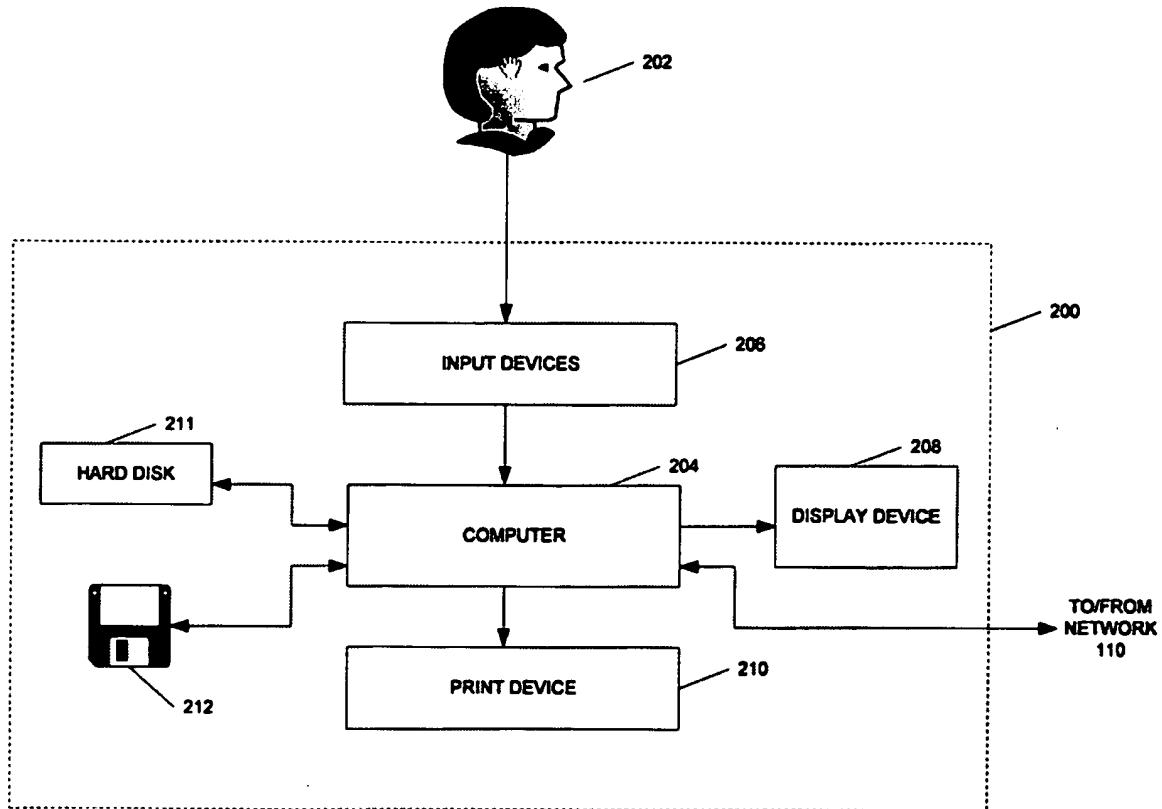 202
200
INPUT DEVICES
206
211
HARD DISK
204
COMPUTER
208
DISPLAY DEVICE
TO/FROM
NETWORK
110
PRINT DEVICE
210
212